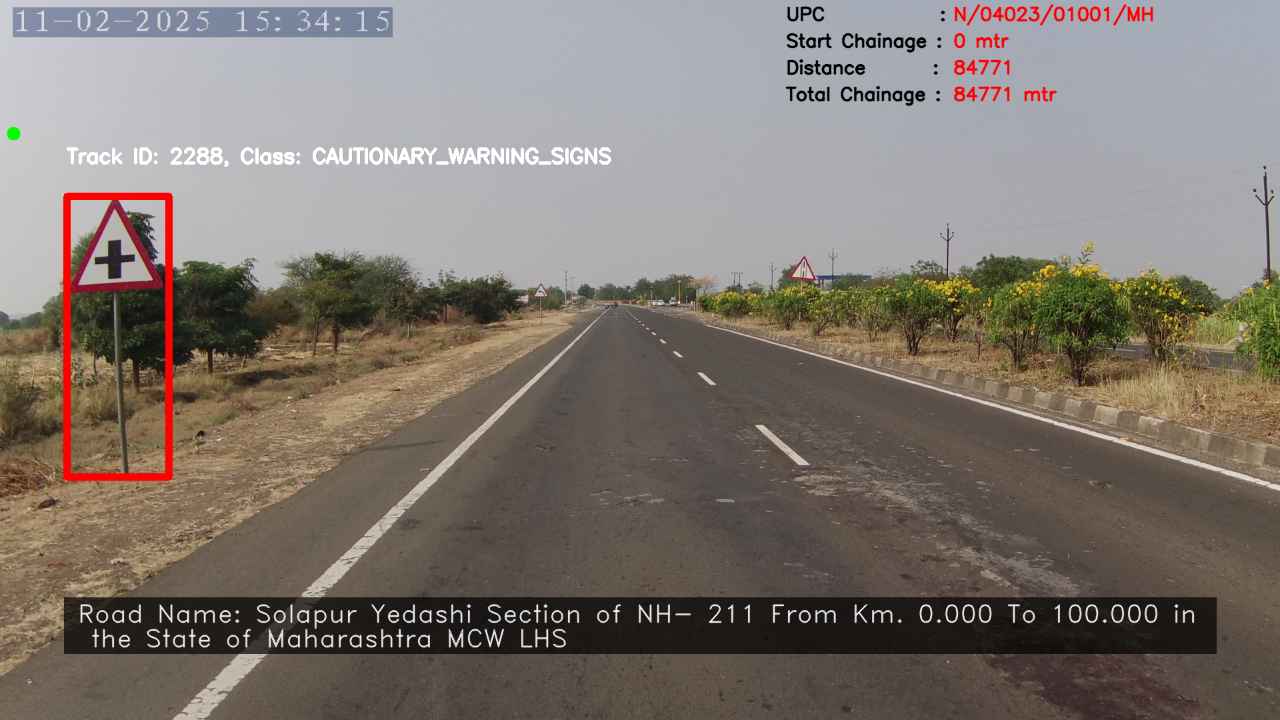 11-02-2025 15:34:15
UPC : N/04023/01001/MH
Start Chainage : 0 mtr
Distance : 84771
Total Chainage : 84771 mtr
Track ID: 2288, Class: CAUTIONARY_WARNING_SIGNS
Road Name: Solapur Yedashi Section of NH- 211 From Km. 0.000 To 100.000 in
the State of Maharashtra MCW LHS